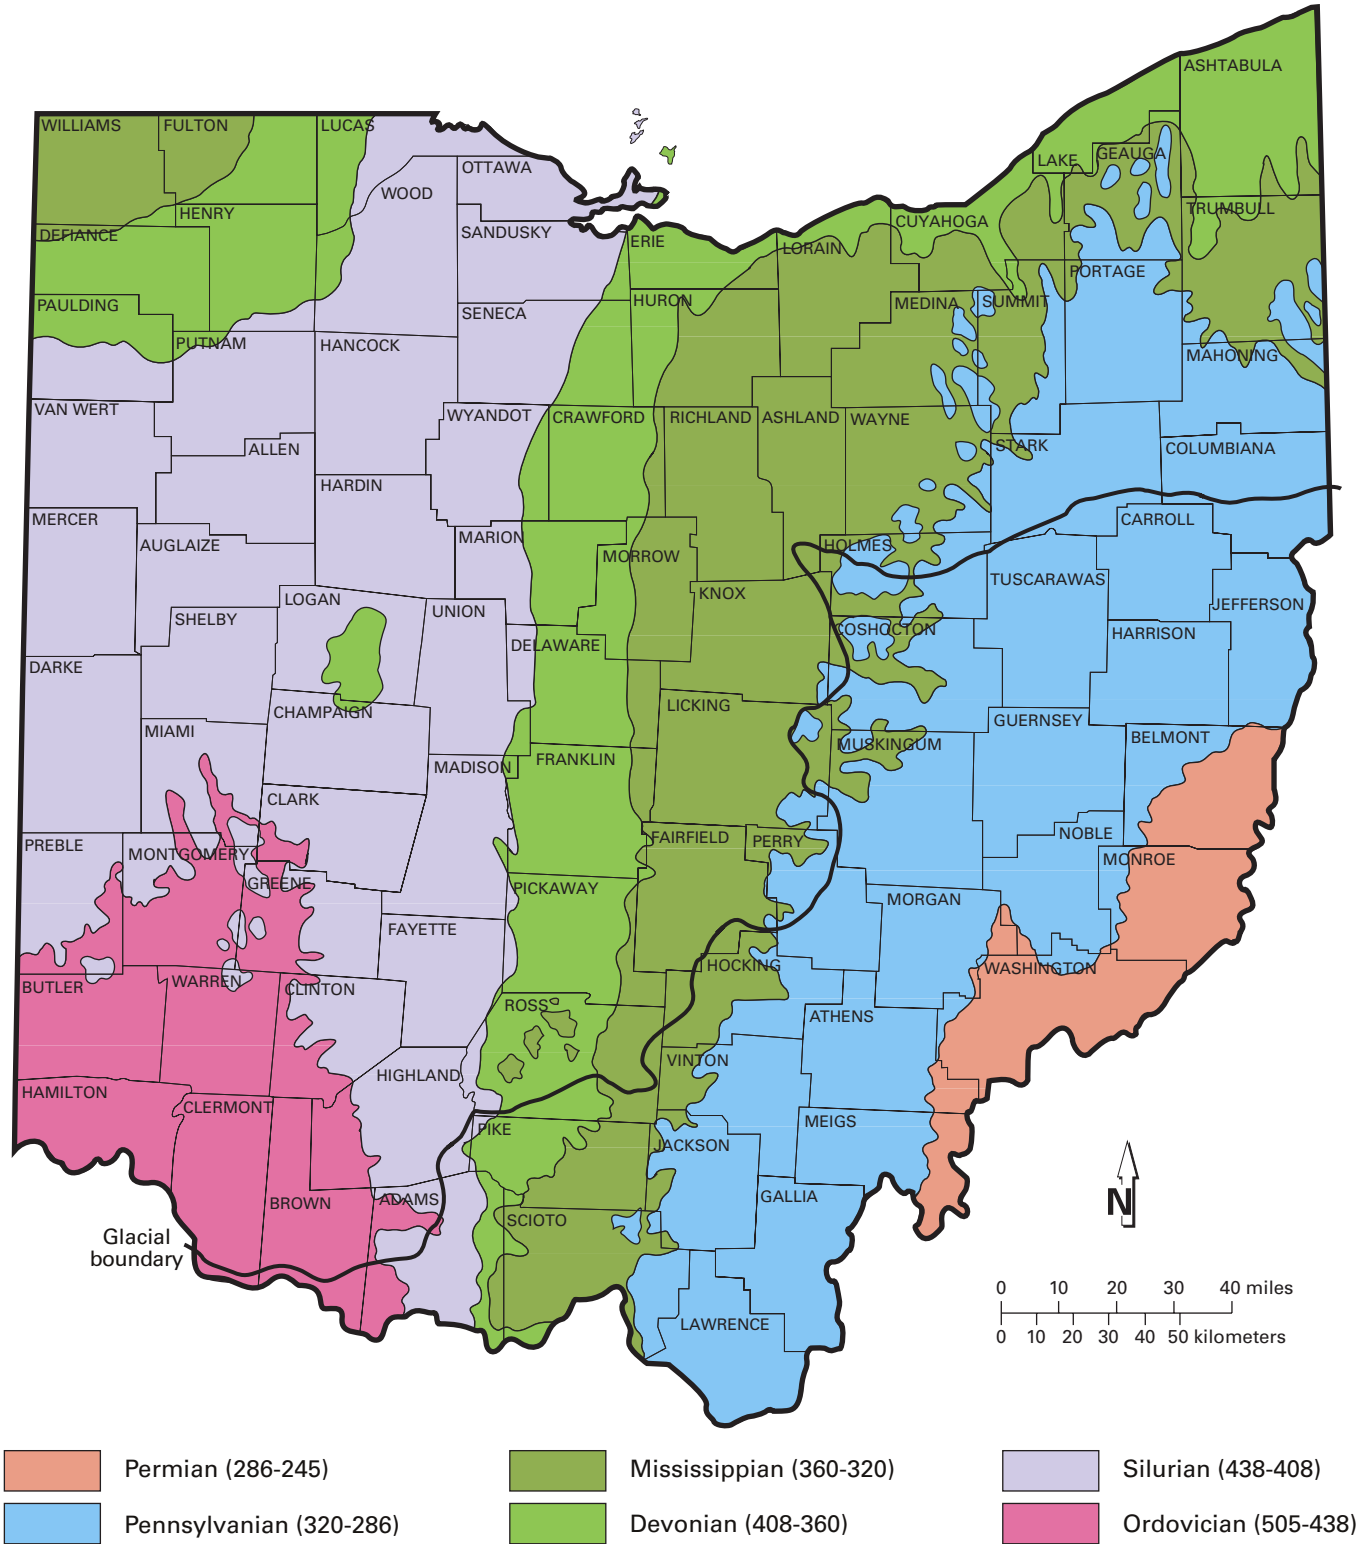 ASHTABULA
WILLIAMS
FULTON
LUCAS
LAKE
GEAUGA
OTTAWA
WOOD
HENRY
TRUMBULL
CUYAHOGA
DEFIANCE
SANDUSKY
ERIE
LORAIN
PORTAGE
PAULDING
SENECA
HURON
MEDINA
SUMMIT
PUTNAM
HANCOCK
MAHONING
VAN WERT
WYANDOT
CRAWFORD
RICHLAND
ASHLAND
WAYNE
ALLEN
STARK
COLUMBIANA
HARDIN
MERCER
AUGLAIZE
MARION
CARROLL
MORROW
HOLMES
TUSCARAWAS
LOGAN
UNION
KNOX
JEFFERSON
SHELBY
COSHOCTON
HARRISON
DELAWARE
DARKE
CHAMPAIGN
LICKING
GUERNSEY
MIAMI
MUSKINGUM
BELMONT
MADISON
FRANKLIN
CLARK
PREBLE
MONTGOMERY
FAIRFIELD
PERRY
NOBLE
MONROE
GREENE
PICKAWAY
MORGAN
FAYETTE
HOCKING
WASHINGTON
BUTLER
WARREN
CLINTON
ROSS
ATHENS
VINTON
HIGHLAND
HAMILTON
CLERMONT
PIKE
JACKSON
MEIGS
BROWN
ADAMS
GALLIA
SCIOTO
N
Glacial
boundary
LAWRENCE
0 10 20 30 40 miles
0 10 20 30 40 50 kilometers
Permian (286-245)
Mississippian (360-320)
Silurian (438-408)
Pennsylvanian (320-286)
Devonian (408-360)
Ordovician (505-438)